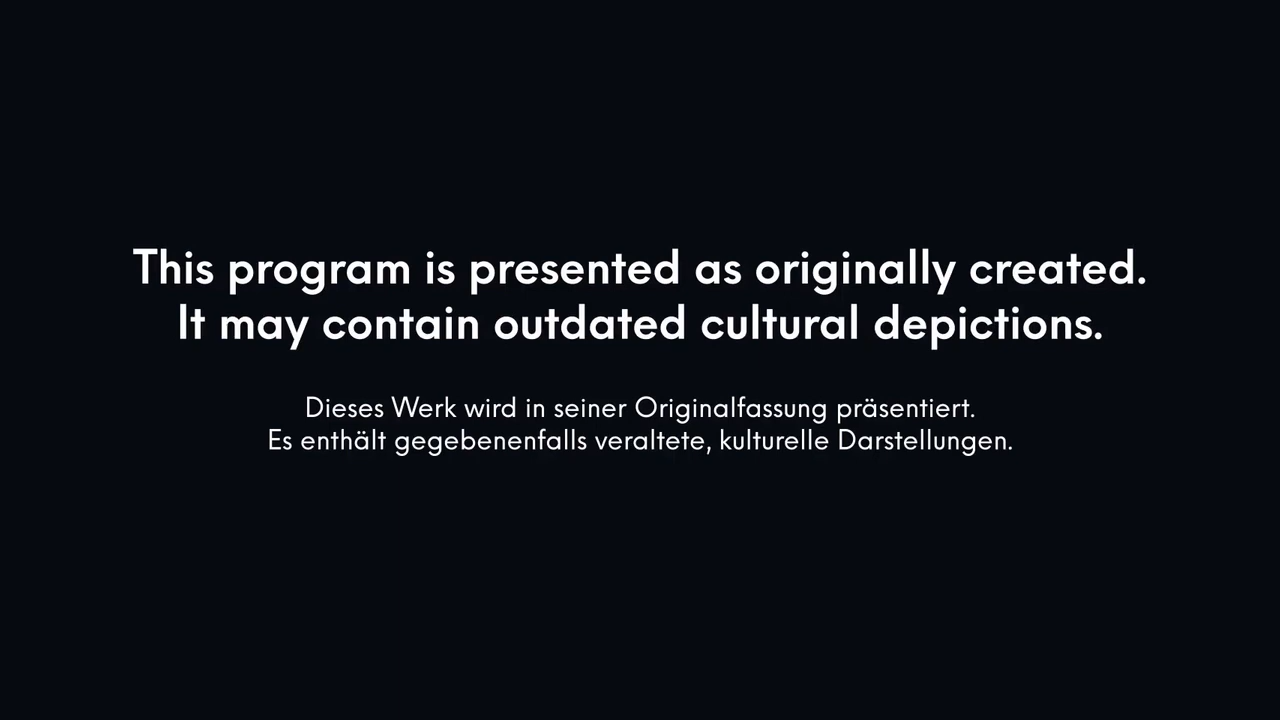 This program is presented as originally created.
It may contain outdated cultural depictions.
Dieses Werk wird in seiner Originalfassung präsentiert.
Es enthält gegebenenfalls veraltete, kulturelle Darstellungen.